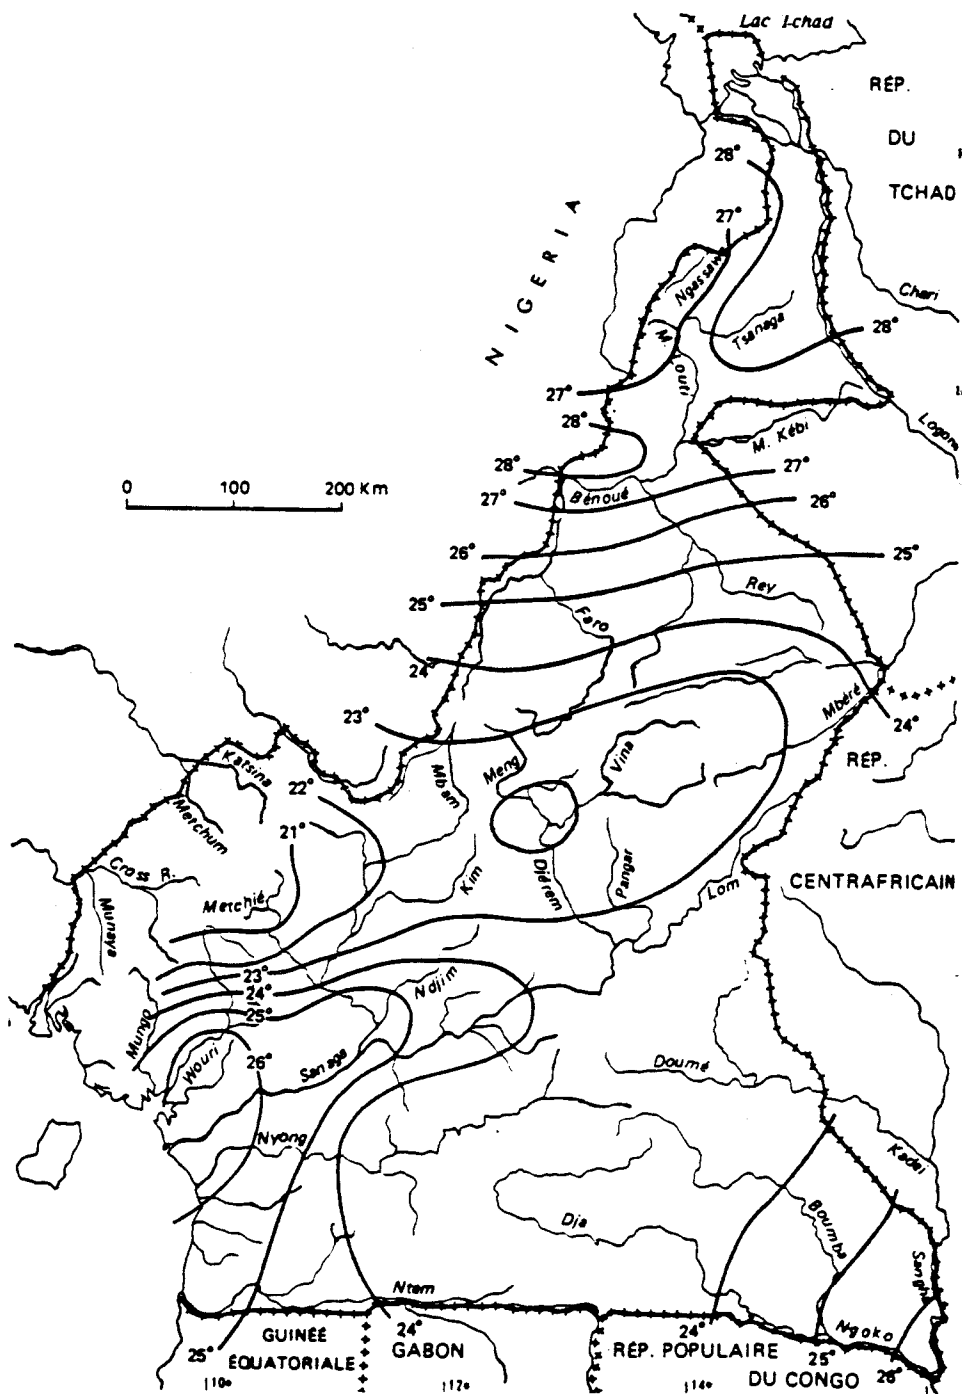 Lac Tchad
RÉP.
DU
TCHAD
28°
27°
NIGERIA
Ngassawe
Chari
Tsanaga
28°
M. Louti
27°
28°
M. Kébi
Logone
28°
27°
0 100 200 Km
27°
Bénoué
26°
26°
25°
25°
Rey
Faro
24°
Mbéré
24°
23°
RÉP.
Vina
Meng
Katsina
Mbam
22°
Metchum
21°
Cross R.
Kim
Djérem
Pangar
Lom
CENTRAFRICAIN
Metchié
Munaya
23°
Ndjim
24°
25°
Mungo
Wouri
26°
Sanaga
Doumé
Nyong
Kadei
Dja
Boumba
Sangha
Ntem
24°
24°
Ngoko
GUINÉE
GABON
RÉP. POPULAIRE
25°
ÉQUATORIALE
25°
26°
DU CONGO
10°
12°
14°